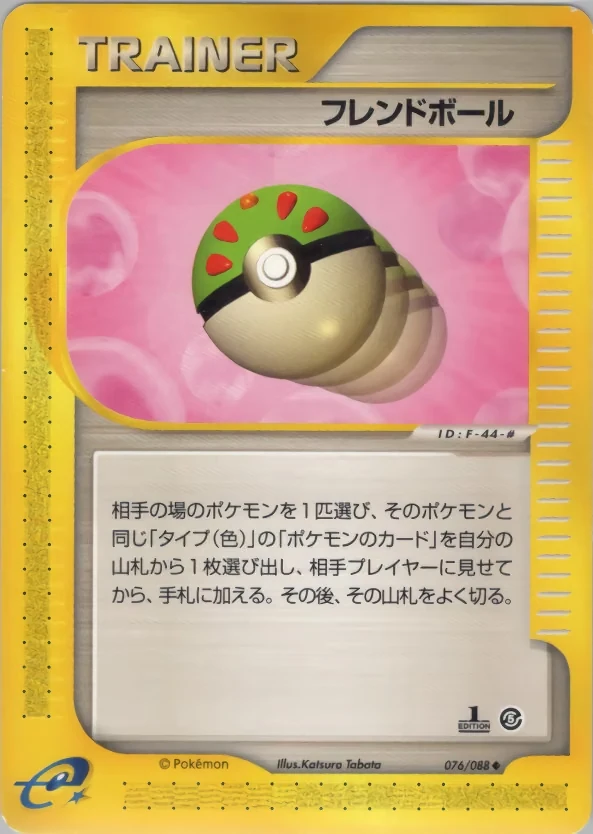 TRAINER
フレンドボール
ID:F-44-#
相手の場のポケモンを1匹選び、そのポケモンと
同じ「タイプ(色)」の「ポケモンのカード」を自分の
山札から1枚選び出し、相手プレイヤーに見せて
から、手札に加える。その後、その山札をよく切る。
1
EDITION
5
©Pokémon
Illus.Katsura Tabata
076/088◆
e